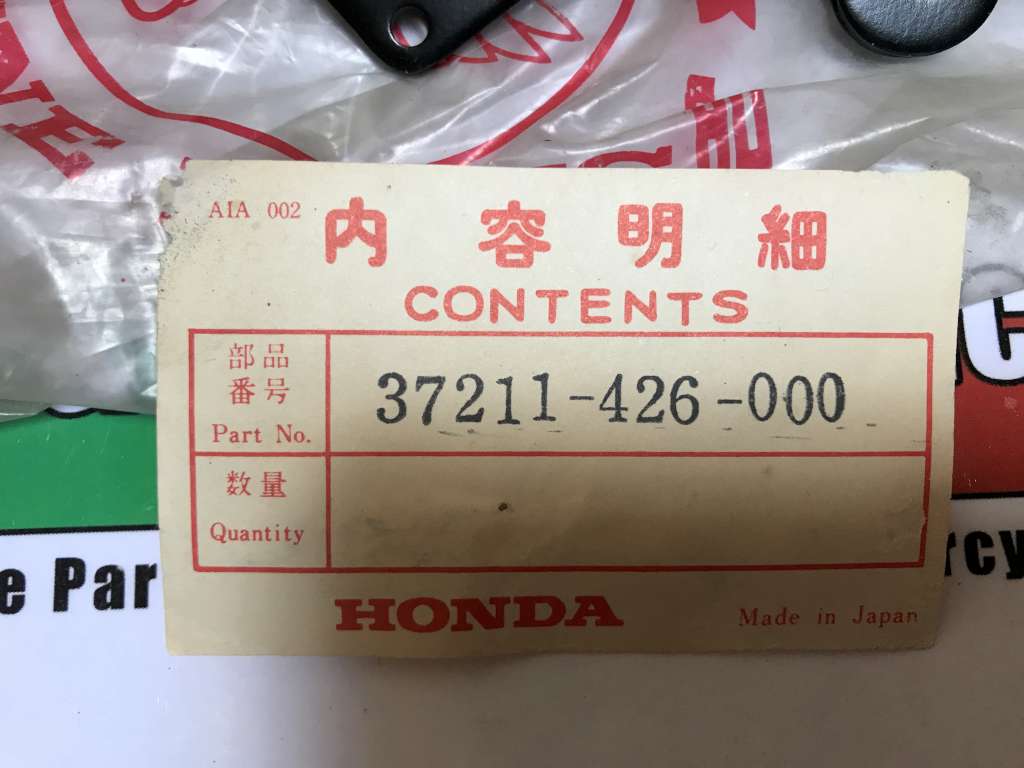 AIA 002
内容明細
CONTENTS
部品
番号
Part No.
37211-426-000
数量
Quantity
HONDA
Made in Japan
e Par
rcy